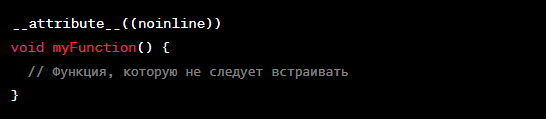 __attribute__((noinline))
void myFunction() {
  // Функция, которую не следует встраивать
}